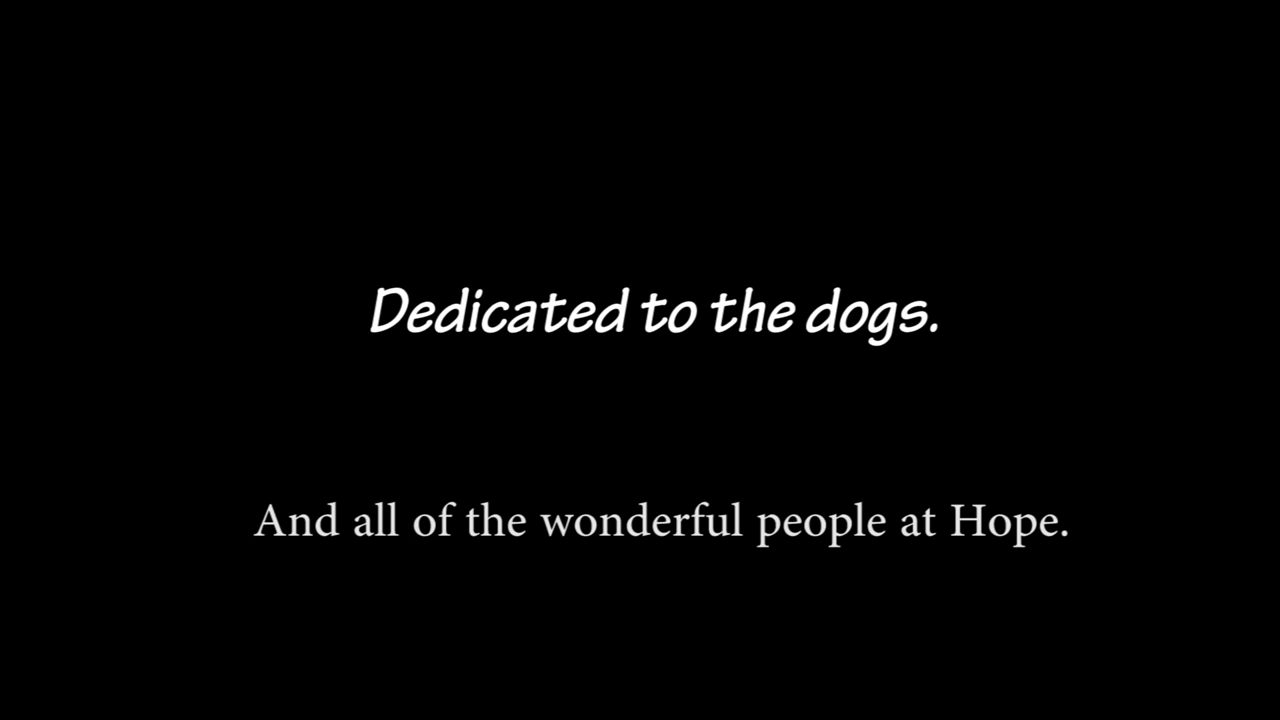 Dedicated to the dogs.
And all of the wonderful people at Hope.